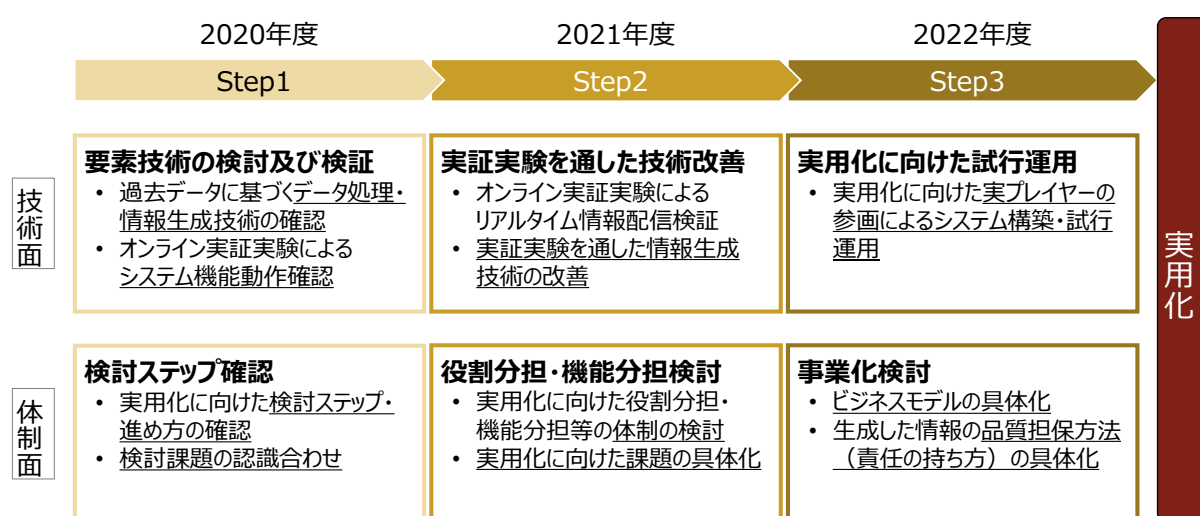 2020年度
2021年度
2022年度
Step1
Step2
Step3
技術面
要素技術の検討及び検証
• 過去データに基づくデータ処理・
情報生成技術の確認
• オンライン実証実験による
システム機能動作確認
実証実験を通した技術改善
• オンライン実証実験による
リアルタイム情報配信検証
• 実証実験を通した情報生成
技術の改善
実用化に向けた試行運用
• 実用化に向けた実プレイヤーの
参画によるシステム構築・試行
運用
体制面
検討ステップ確認
• 実用化に向けた検討ステップ・
進め方の確認
• 検討課題の認識合わせ
役割分担・機能分担検討
• 実用化に向けた役割分担・
機能分担等の体制の検討
• 実用化に向けた課題の具体化
事業化検討
• ビジネスモデルの具体化
• 生成した情報の品質担保方法
（責任の持ち方）の具体化
実用化